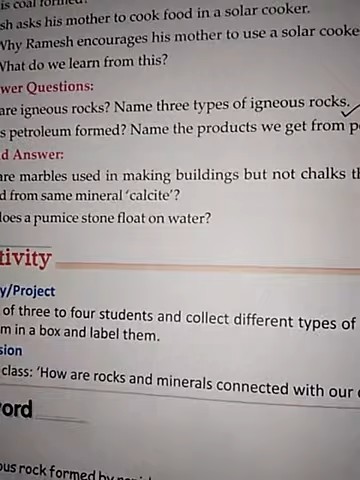 is coal formed?
sh asks his mother to cook food in a solar cooker.
Why Ramesh encourages his mother to use a solar cooke
What do we learn from this?
wer Questions:
are igneous rocks? Name three types of igneous rocks.
s petroleum formed? Name the products we get from p
d Answer:
are marbles used in making buildings but not chalks th
d from same mineral 'calcite'?
loes a pumice stone float on water?
tivity
y/Project
of three to four students and collect different types of
m in a box and label them.
sion
class: 'How are rocks and minerals connected with our
ord
ous rock formed by